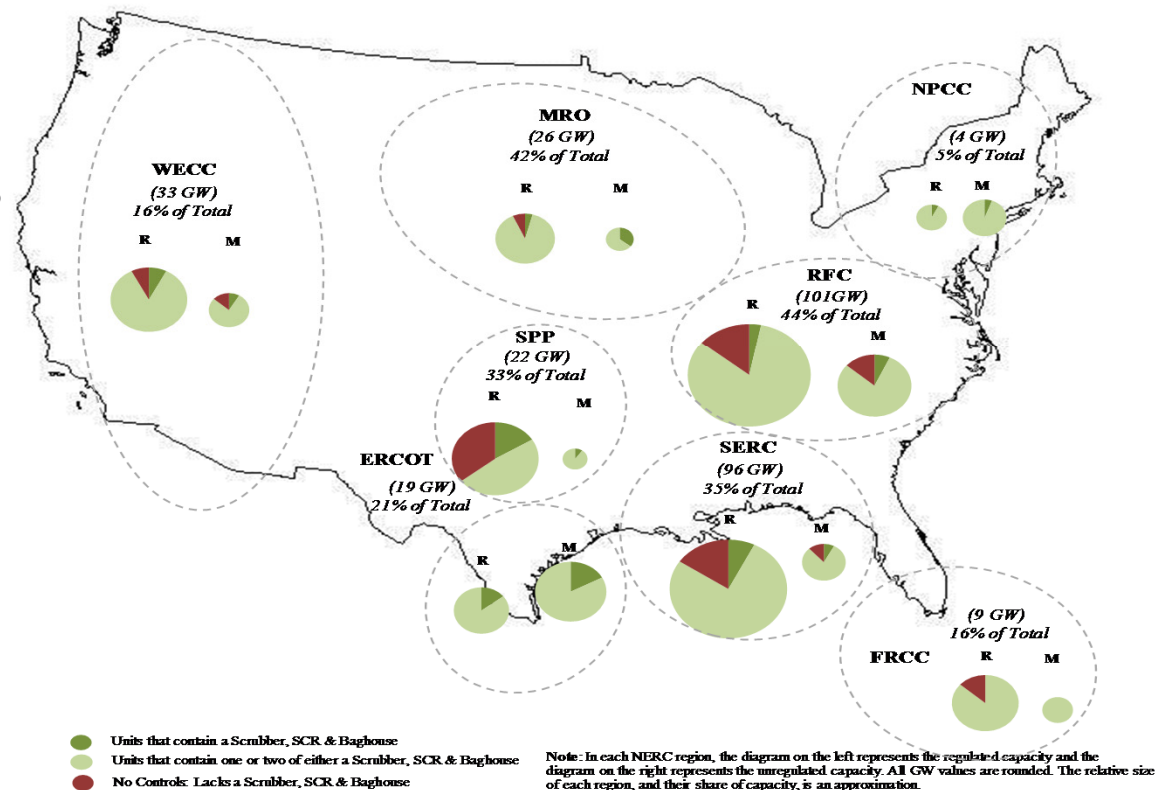 NPCC
(4 GW)
5% of Total
R M
MRO
(26 GW)
42% of Total
R M
WECC
(33 GW)
16% of Total
R M
RFC
(101GW)
44% of Total
R
M
SPP
(22 GW)
33% of Total
R
M
ERCOT
(19 GW)
21% of Total
R
M
SERC
(96 GW)
35% of Total
R
M
(9 GW)
16% of Total
FRCC
R M
Units that contain a Scrubber, SCR & Baghouse
Units that contain one or two of either a Scrubber, SCR & Baghouse
No Controls: Lacks a Scrubber, SCR & Baghouse
Note: In each NERC region, the diagram on the left represents the regulated capacity and the
diagram on the right represents the unregulated capacity. All GW values are rounded. The relative size
of each region, and their share of capacity, is an approximation.